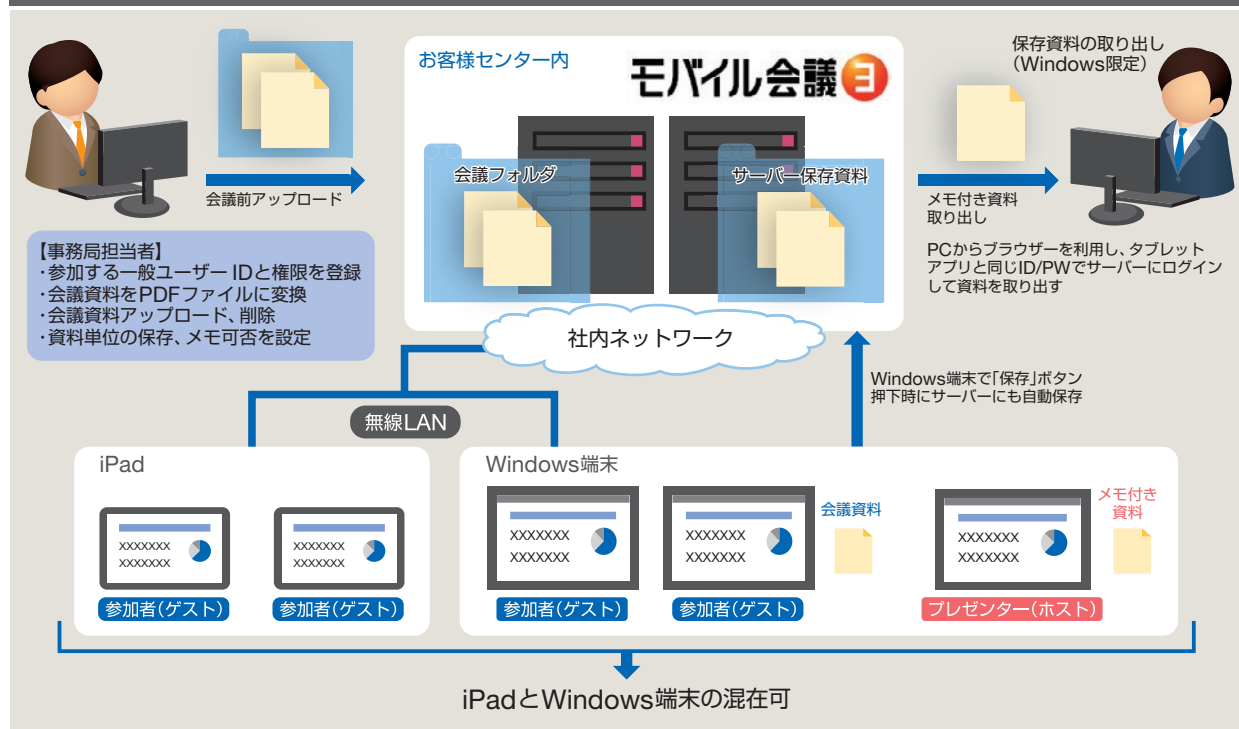 お客様センター内
モバイル会議ヨ
保存資料の取り出し
（Windows限定）
会議フォルダ
サーバー保存資料
会議前アップロード
メモ付き資料
取り出し
【事務局担当者】
・参加する一般ユーザーIDと権限を登録
・会議資料をPDFファイルに変換
・会議資料アップロード、削除
・資料単位の保存、メモ可否を設定
PCからブラウザーを利用し、タブレット
アプリと同じID/PWでサーバーにログイン
して資料を取り出す
社内ネットワーク
Windows端末で「保存」ボタン
押下時にサーバーにも自動保存
無線LAN
iPad
XXXXXXX
XXXXXXX
参加者（ゲスト）
XXXXXXX
XXXXXXX
参加者（ゲスト）
Windows端末
XXXXXXX
XXXXXXX
参加者（ゲスト）
XXXXXXX
XXXXXXX
参加者（ゲスト）
会議資料
XXXXXXX
XXXXXXX
プレゼンター（ホスト）
メモ付き
資料
iPadとWindows端末の混在可